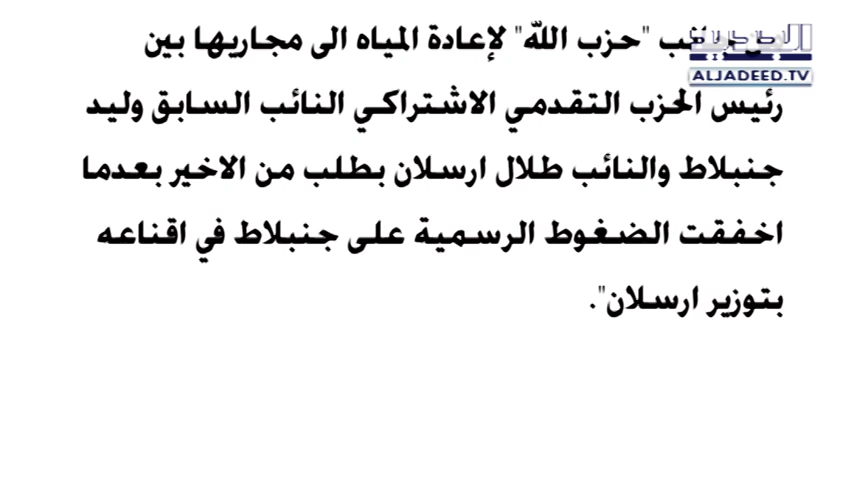 "حزب الله" لإعادة المياه الى مجاريها بين
رئيس الحزب التقدمي الاشتراكي النائب السابق وليد
جنبلاط والنائب طلال ارسلان بطلب من الاخير بعدما
اخفقت الضغوط الرسمية على جنبلاط في اقناعه
بتوزير ارسلان".
ALJADEED.TV